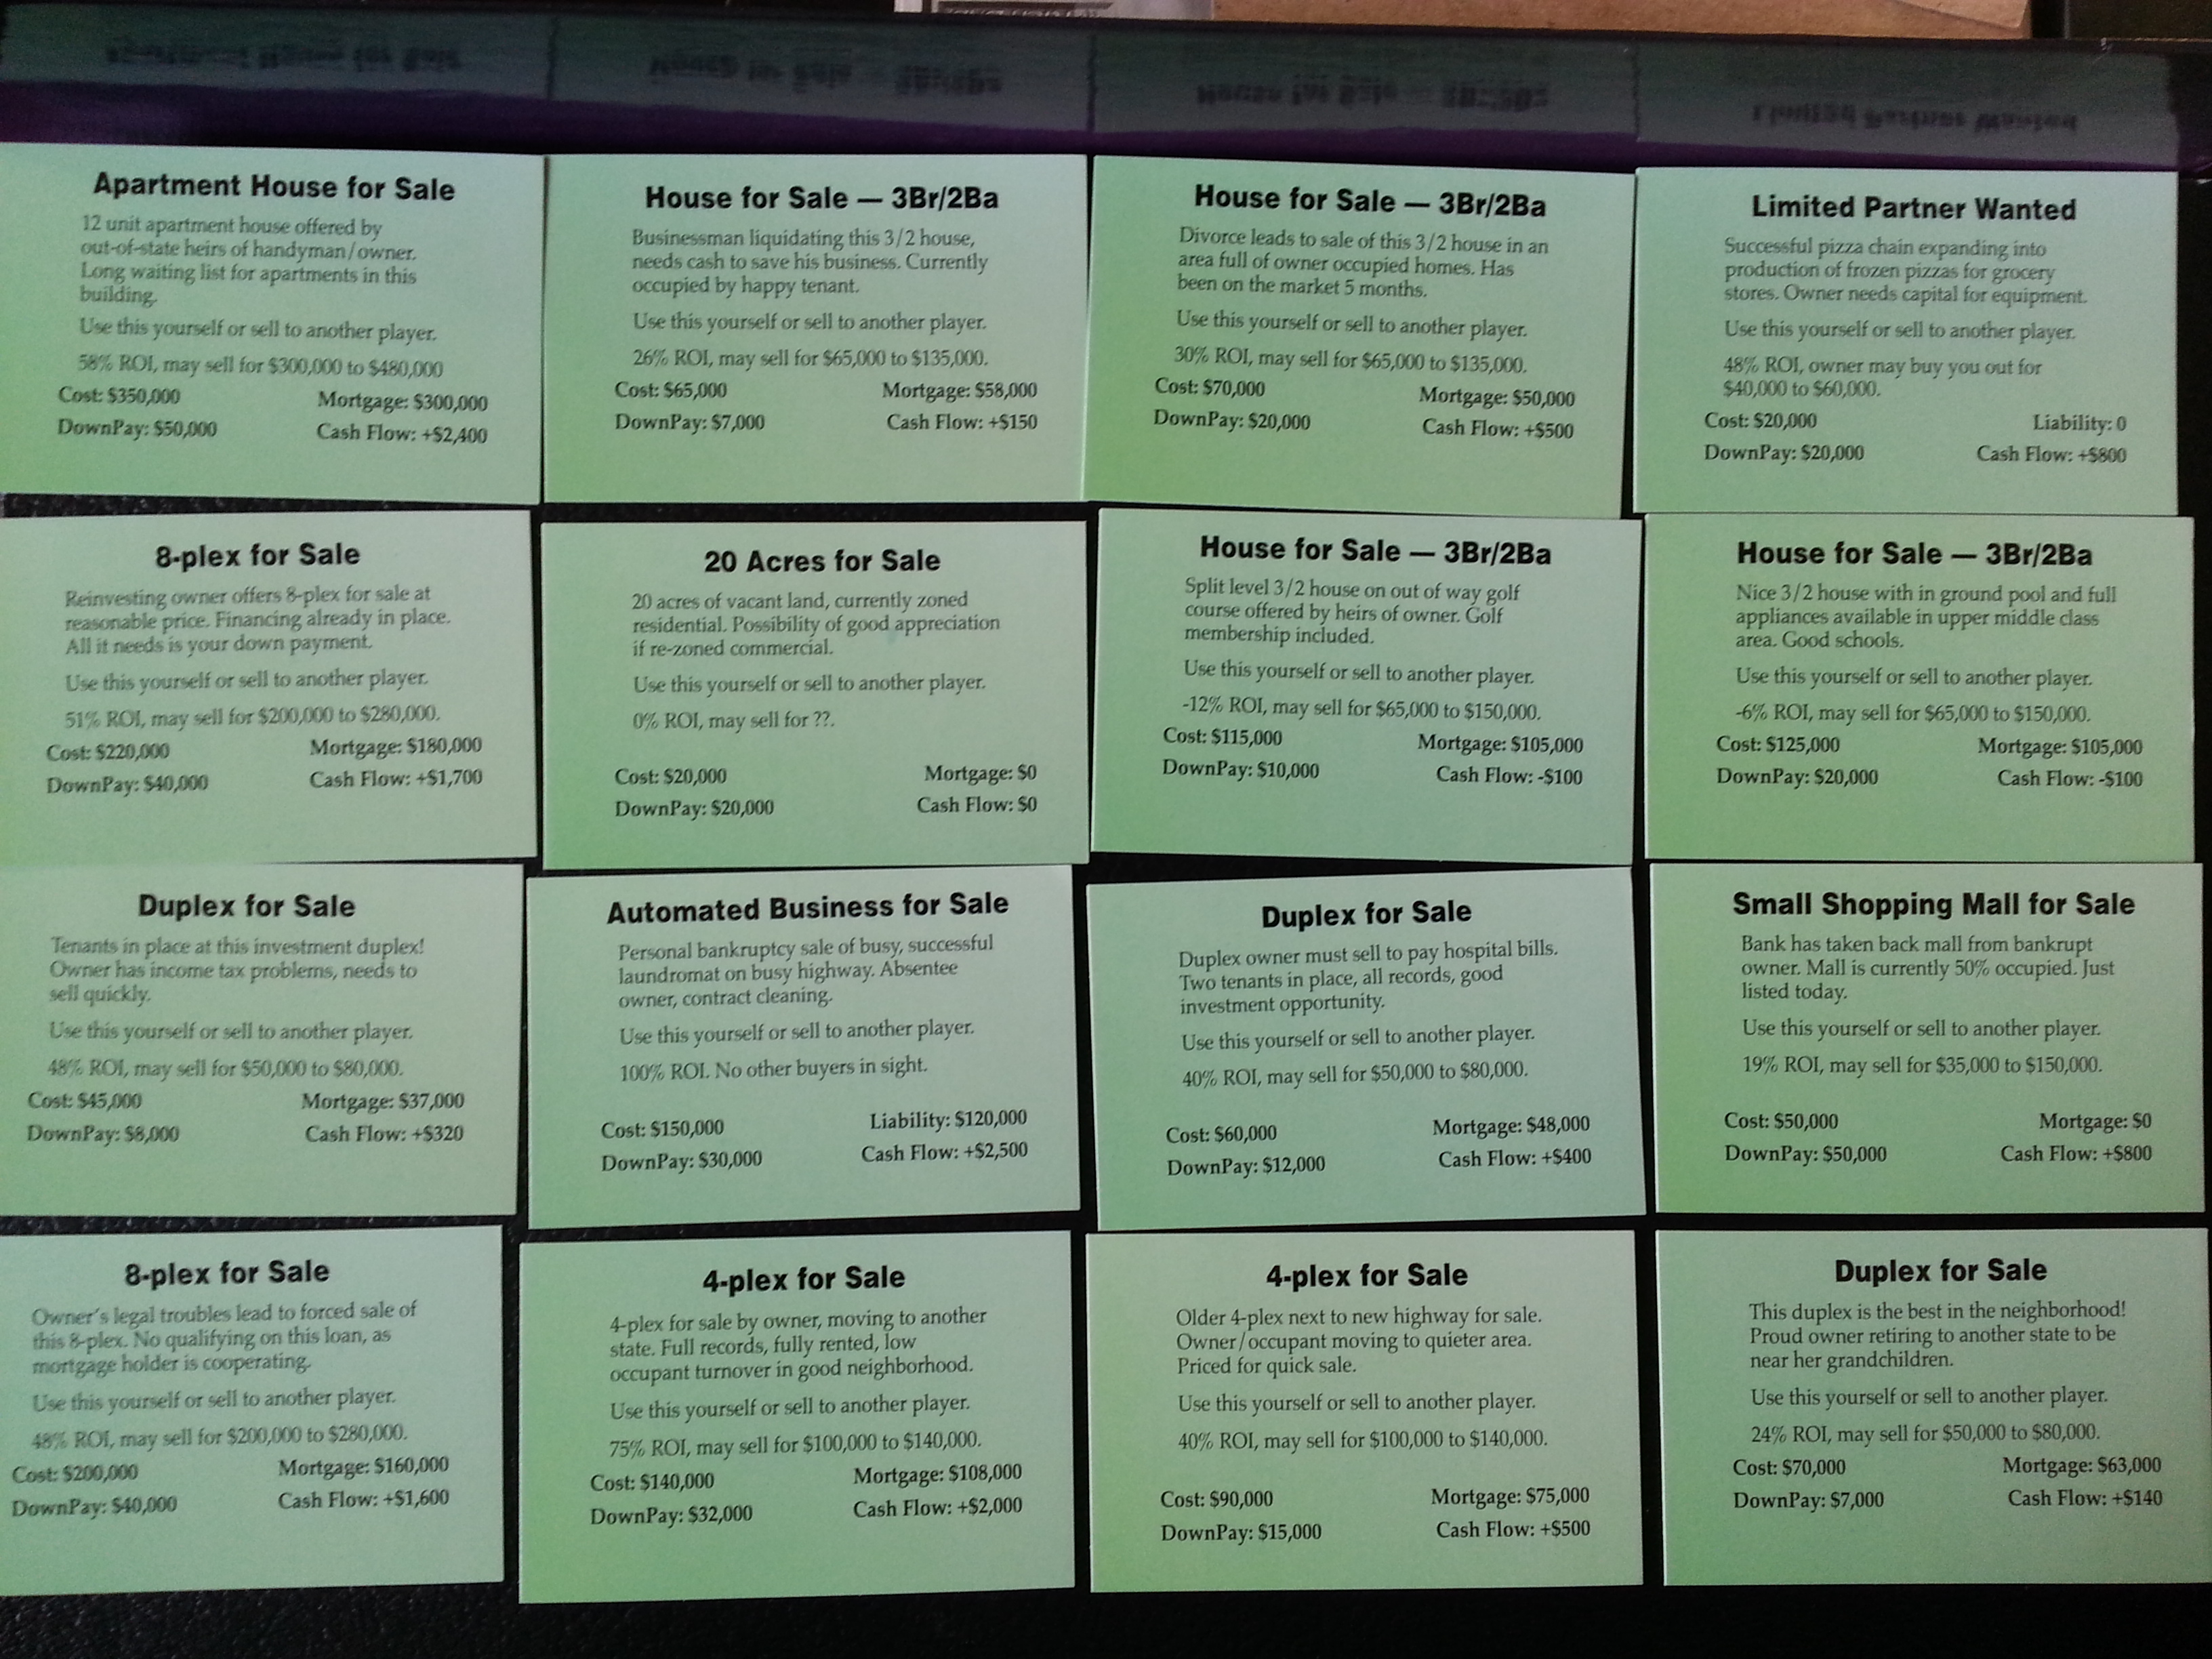 Apartment House for Sale
12 unit apartment house offered by
out-of-state heirs of handyman/owner.
Long waiting list for apartments in this
building.
Use this yourself or sell to another player.
58% ROI, may sell for $300,000 to $480,000
Cost: $350,000 Mortgage: $300,000
DownPay: $50,000 Cash Flow: +$2,400
House for Sale — 3Br/2Ba
Businessman liquidating this 3/2 house,
needs cash to save his business. Currently
occupied by happy tenant.
Use this yourself or sell to another player.
26% ROI, may sell for $65,000 to $135,000.
Cost: $65,000 Mortgage: $58,000
DownPay: $7,000 Cash Flow: +$150
House for Sale — 3Br/2Ba
Divorce leads to sale of this 3/2 house in an
area full of owner occupied homes. Has
been on the market 5 months.
Use this yourself or sell to another player.
30% ROI, may sell for $65,000 to $135,000.
Cost: $70,000 Mortgage: $50,000
DownPay: $20,000 Cash Flow: +$500
Limited Partner Wanted
Successful pizza chain expanding into
production of frozen pizzas for grocery
stores. Owner needs capital for equipment.
Use this yourself or sell to another player.
48% ROI, owner may buy you out for
$40,000 to $60,000.
Cost: $20,000 Liability: 0
DownPay: $20,000 Cash Flow: +$800
8-plex for Sale
Reinvesting owner offers 8-plex for sale at
reasonable price. Financing already in place.
All it needs is your down payment.
Use this yourself or sell to another player.
51% ROI, may sell for $200,000 to $280,000.
Cost: $220,000 Mortgage: $180,000
DownPay: $40,000 Cash Flow: +$1,700
20 Acres for Sale
20 acres of vacant land, currently zoned
residential. Possibility of good appreciation
if re-zoned commercial.
Use this yourself or sell to another player.
0% ROI, may sell for ??.
Cost: $20,000 Mortgage: $0
DownPay: $20,000 Cash Flow: $0
House for Sale — 3Br/2Ba
Split level 3/2 house on out of way golf
course offered by heirs of owner. Golf
membership included.
Use this yourself or sell to another player.
-12% ROI, may sell for $65,000 to $150,000.
Cost: $115,000 Mortgage: $105,000
DownPay: $10,000 Cash Flow: -$100
House for Sale — 3Br/2Ba
Nice 3/2 house with in ground pool and full
appliances available in upper middle class
area. Good schools.
Use this yourself or sell to another player.
-6% ROI, may sell for $65,000 to $150,000.
Cost: $125,000 Mortgage: $105,000
DownPay: $20,000 Cash Flow: -$100
Duplex for Sale
Tenants in place at this investment duplex!
Owner has income tax problems, needs to
sell quickly.
Use this yourself or sell to another player.
48% ROI, may sell for $50,000 to $80,000.
Cost: $45,000 Mortgage: $37,000
DownPay: $8,000 Cash Flow: +$320
Automated Business for Sale
Personal bankruptcy sale of busy, successful
laundromat on busy highway. Absentee
owner, contract cleaning.
Use this yourself or sell to another player.
100% ROI. No other buyers in sight.
Cost: $150,000 Liability: $120,000
DownPay: $30,000 Cash Flow: +$2,500
Duplex for Sale
Duplex owner must sell to pay hospital bills.
Two tenants in place, all records, good
investment opportunity.
Use this yourself or sell to another player.
40% ROI, may sell for $50,000 to $80,000.
Cost: $60,000 Mortgage: $48,000
DownPay: $12,000 Cash Flow: +$400
Small Shopping Mall for Sale
Bank has taken back mall from bankrupt
owner. Mall is currently 50% occupied. Just
listed today.
Use this yourself or sell to another player.
19% ROI, may sell for $35,000 to $150,000.
Cost: $50,000 Mortgage: $0
DownPay: $50,000 Cash Flow: +$800
8-plex for Sale
Owner's legal troubles lead to forced sale of
this 8-plex. No qualifying on this loan, as
mortgage holder is cooperating.
Use this yourself or sell to another player.
48% ROI, may sell for $200,000 to $280,000.
Cost: $200,000 Mortgage: $160,000
DownPay: $40,000 Cash Flow: +$1,600
4-plex for Sale
4-plex for sale by owner, moving to another
state. Full records, fully rented, low
occupant turnover in good neighborhood.
Use this yourself or sell to another player.
75% ROI, may sell for $100,000 to $140,000.
Cost: $140,000 Mortgage: $108,000
DownPay: $32,000 Cash Flow: +$2,000
4-plex for Sale
Older 4-plex next to new highway for sale.
Owner/occupant moving to quieter area.
Priced for quick sale.
Use this yourself or sell to another player.
40% ROI, may sell for $100,000 to $140,000.
Cost: $90,000 Mortgage: $75,000
DownPay: $15,000 Cash Flow: +$500
Duplex for Sale
This duplex is the best in the neighborhood!
Proud owner retiring to another state to be
near her grandchildren.
Use this yourself or sell to another player.
24% ROI, may sell for $50,000 to $80,000.
Cost: $70,000 Mortgage: $63,000
DownPay: $7,000 Cash Flow: +$140